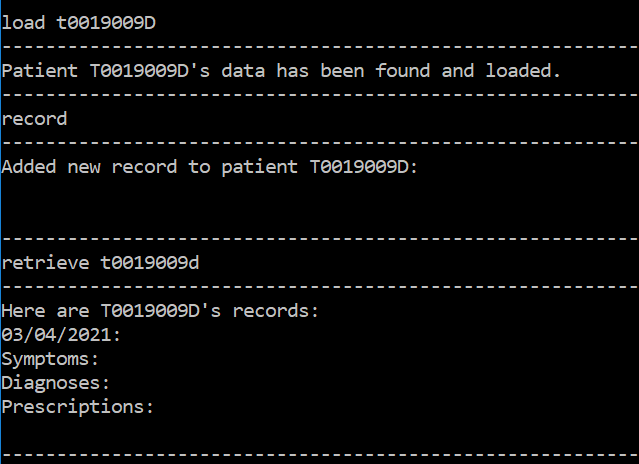 load t0019009D
----------------------------------------------------------
Patient T0019009D's data has been found and loaded.
----------------------------------------------------------
record
----------------------------------------------------------
Added new record to patient T0019009D:
----------------------------------------------------------
retrieve t0019009d
----------------------------------------------------------
Here are T0019009D's records:
03/04/2021:
Symptoms:
Diagnoses:
Prescriptions:
----------------------------------------------------------